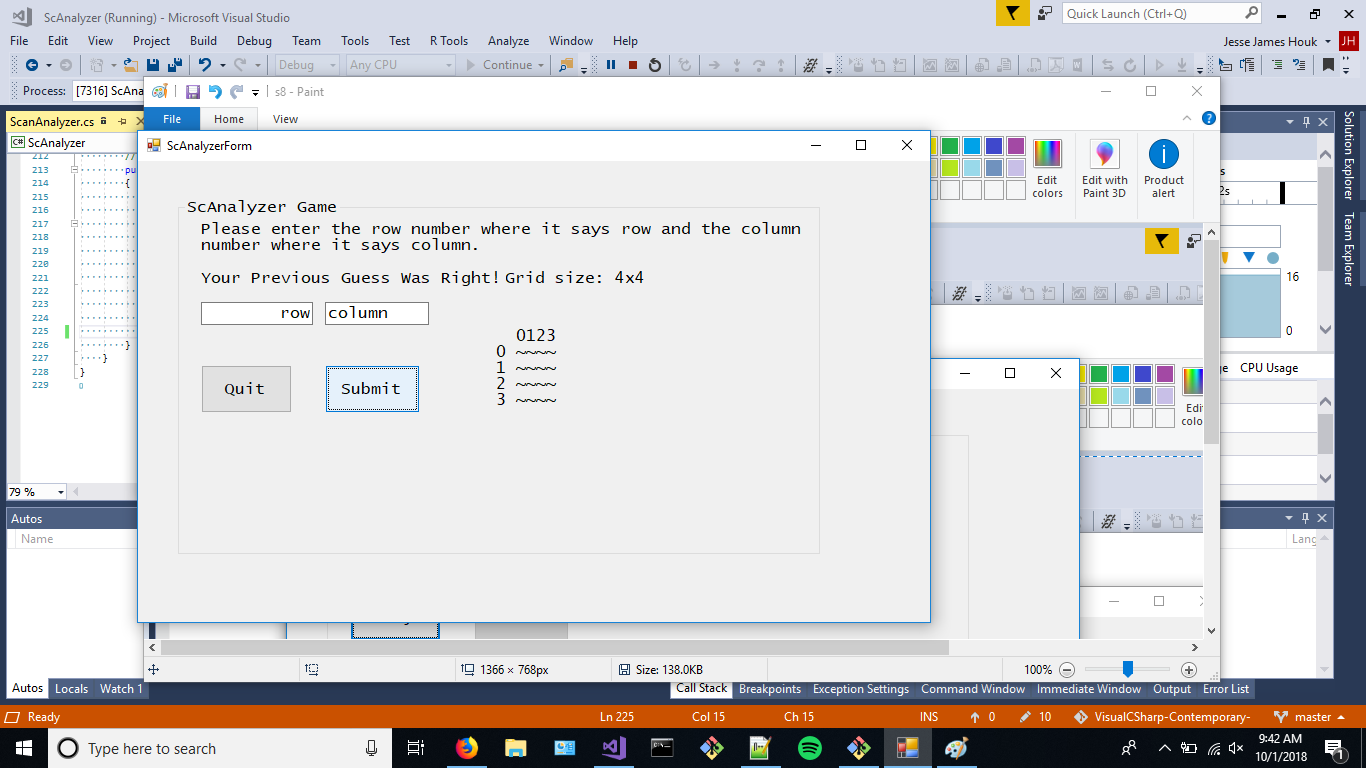 ScAnalyzer (Running) - Microsoft Visual Studio
Quick Launch (Ctrl+Q)
File Edit View Project Build Debug Team Tools Test R Tools Analyze Window Help
Jesse James Houk
JH
Debug Any CPU Continue
Process: [7316] ScAna
s8 - Paint
ScanAnalyzer.cs
File Home View
ScAnalyzer
C#
ScAnalyzerForm
Edit colors
Edit with Paint 3D
Product alert
Solution Explorer
Team Explorer
212
213
214
215
216
217
218
219
220
221
222
223
224
225
226
227
228
229
//
pu
{
}
}
}
ScAnalyzer Game
Please enter the row number where it says row and the column
number where it says column.
Your Previous Guess Was Right! Grid size: 4x4
row column
0123
0 ~~~~
1 ~~~~
2 ~~~~
3 ~~~~
Quit Submit
2s
16
0
CPU Usage
79 %
Autos
Name
Lang
Autos Locals Watch 1
100%
1366 × 768px
Size: 138.0KB
Call Stack Breakpoints Exception Settings Command Window Immediate Window Output Error List
Ready
Ln 225 Col 15 Ch 15 INS 0 10 VisualCSharp-Contemporary- master
Type here to search
9:42 AM
10/1/2018
1